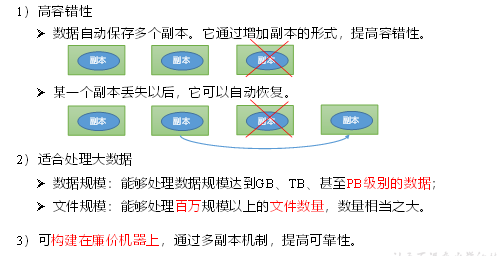 1）高容错性
➢ 数据自动保存多个副本。它通过增加副本的形式，提高容错性。
副本 副本 副本
➢ 某一个副本丢失以后，它可以自动恢复。
副本 副本 副本 副本
2）适合处理大数据
➢ 数据规模：能够处理数据规模达到GB、TB、甚至PB级别的数据；
➢ 文件规模：能够处理百万规模以上的文件数量，数量相当之大。
3）可构建在廉价机器上，通过多副本机制，提高可靠性。